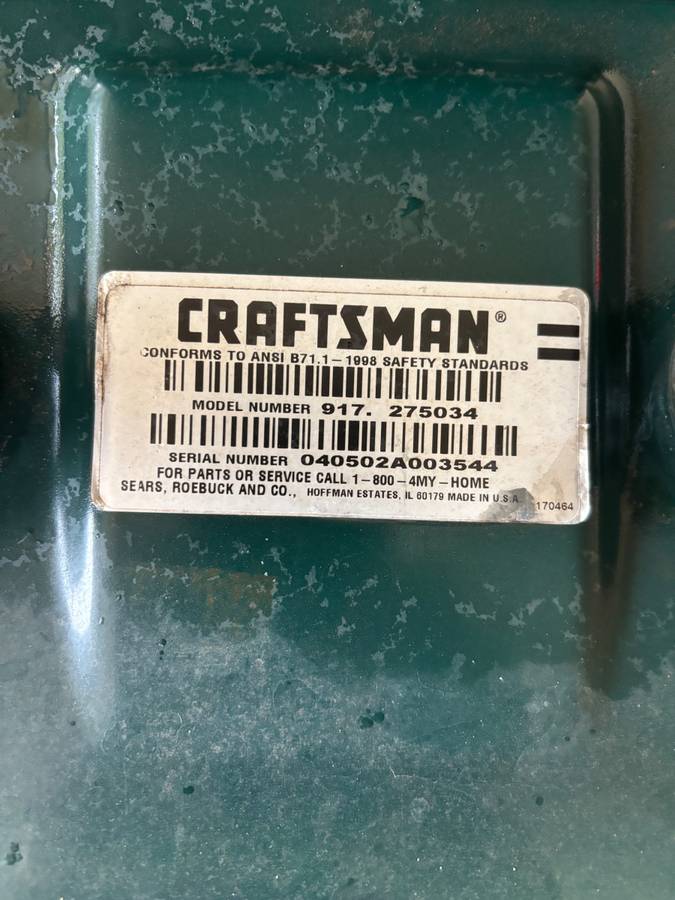 CRAFTSMAN®
CONFORMS TO ANSI B71.1-1998 SAFETY STANDARDS
MODEL NUMBER 917. 275034
SERIAL NUMBER 040502A003544
FOR PARTS OR SERVICE CALL 1-800-4MY-HOME
SEARS, ROEBUCK AND CO., HOFFMAN ESTATES, IL 60179 MADE IN U.S.A
170464